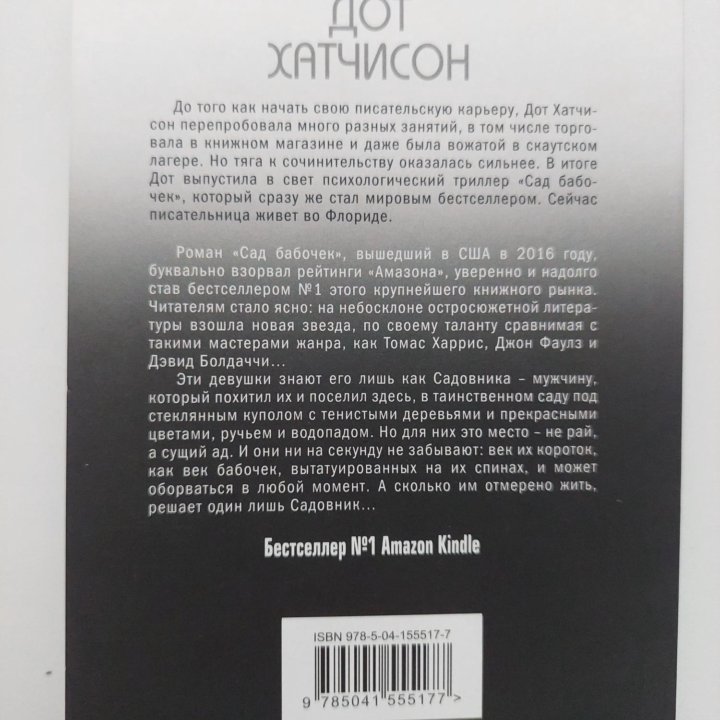 ДОТ
ХАТЧИСОН
До того как начать свою писательскую карьеру, Дот Хатчи-
сон перепробовала много разных занятий, в том числе торго-
вала в книжном магазине и даже была вожатой в скаутском
лагере. Но тяга к сочинительству оказалась сильнее. В итоге
Дот выпустила в свет психологический триллер «Сад бабо-
чек», который сразу же стал мировым бестселлером. Сейчас
писательница живет во Флориде.
Роман «Сад бабочек», вышедший в США в 2016 году,
буквально взорвал рейтинги «Амазона», уверенно и надолго
став бестселлером №1 этого крупнейшего книжного рынка.
Читателям стало ясно: на небосклоне остросюжетной литера-
туры взошла новая звезда, по своему таланту сравнимая с
такими мастерами жанра, как Томас Харрис, Джон Фаулз и
Дэвид Болдаччи...
Эти девушки знают его лишь как Садовника – мужчину,
который похитил их и поселил здесь, в таинственном саду под
стеклянным куполом с тенистыми деревьями и прекрасными
цветами, ручьем и водопадом. Но для них это место – не рай,
а сущий ад. И они ни на секунду не забывают: век их короток,
как век бабочек, вытатуированных на их спинах, и может
оборваться в любой момент. А сколько им отмерено жить,
решает один лишь Садовник...
Бестселлер №1 Amazon Kindle
ISBN 978-5-04-155517-7
9 785041 555177 >